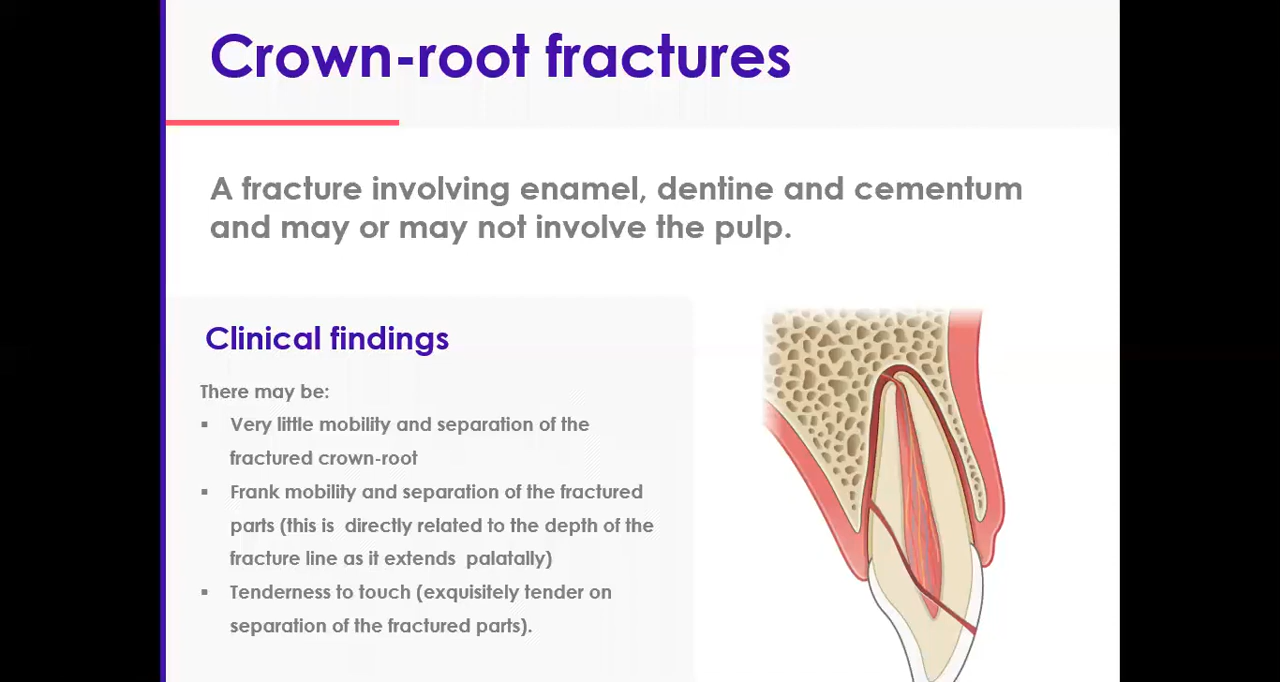 Crown-root fractures
A fracture involving enamel, dentine and cementum
and may or may not involve the pulp.
Clinical findings
There may be:
▪ Very little mobility and separation of the
fractured crown-root
▪ Frank mobility and separation of the fractured
parts (this is directly related to the depth of the
fracture line as it extends palatally)
▪ Tenderness to touch (exquisitely tender on
separation of the fractured parts).